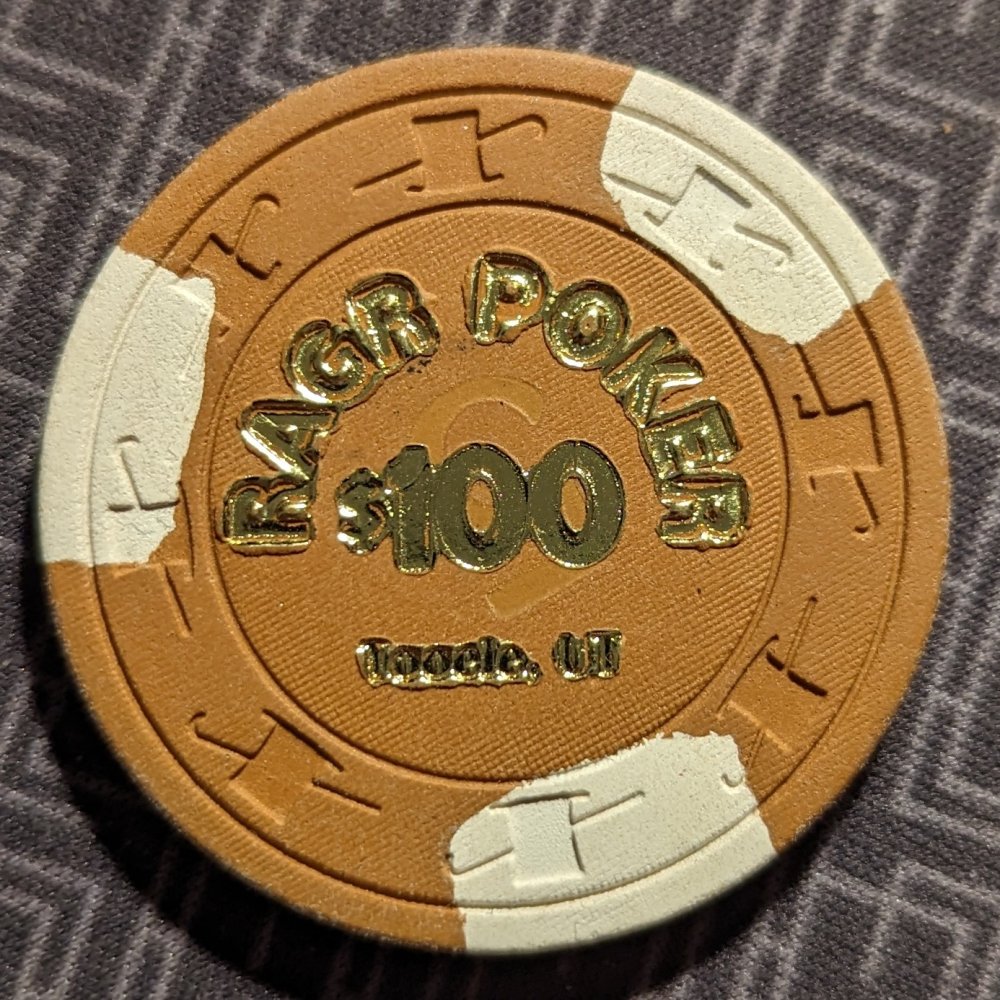 RAGR POKER
$100
Tooele, UT